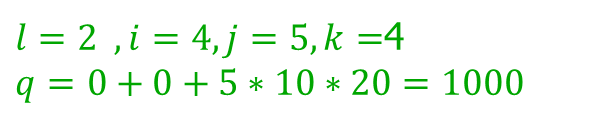 l = 2 ,i = 4,j = 5,k =4
q = 0 + 0 + 5 * 10 * 20 = 1000